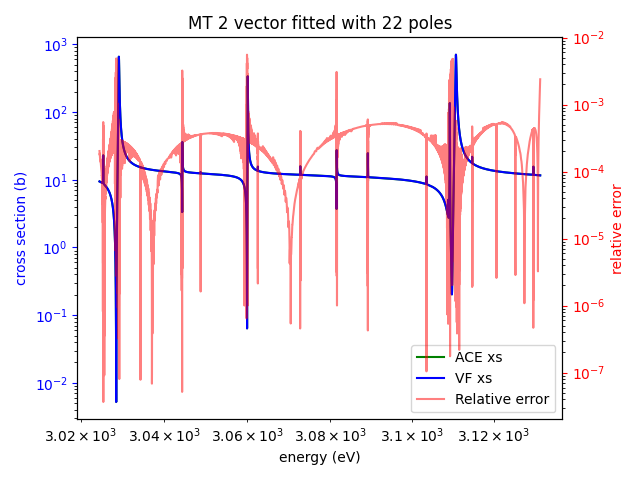 MT 2 vector fitted with 22 poles
10³
10²
10¹
10⁰
10⁻¹
10⁻²
cross section (b)
10⁻²
10⁻³
10⁻⁴
10⁻⁵
10⁻⁶
10⁻⁷
relative error
ACE xs
VF xs
Relative error
3.02 × 10³ 3.04 × 10³ 3.06 × 10³ 3.08 × 10³ 3.1 × 10³ 3.12 × 10³
energy (eV)